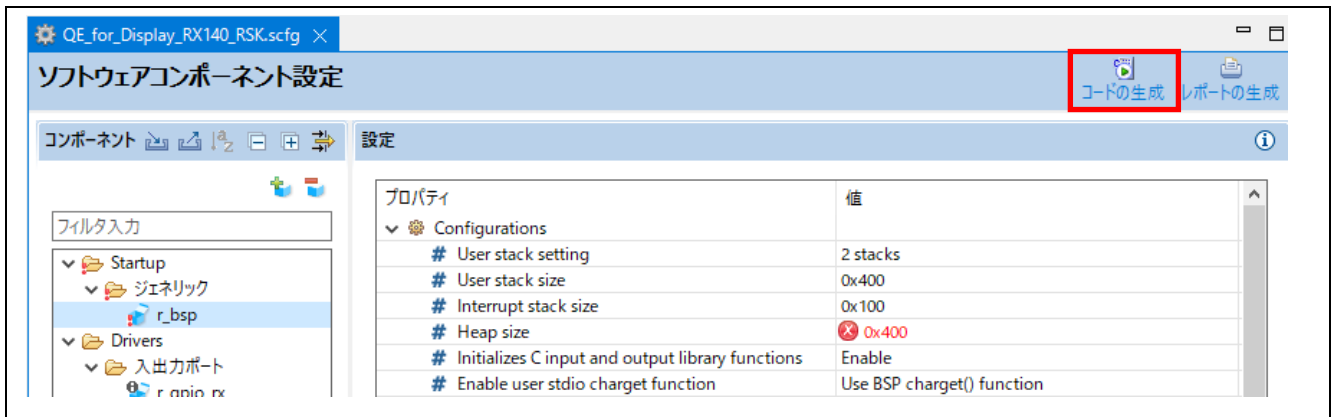 QE_for_Display_RX140_RSK.scfg
ソフトウェアコンポーネント設定
コードの生成 レポートの生成
コンポーネント
設定
フィルタ入力
Startup
ジェネリック
r_bsp
Drivers
入出力ポート
r_gpio_rx
プロパティ 値
Configurations
# User stack setting 2 stacks
# User stack size 0x400
# Interrupt stack size 0x100
# Heap size 0x400
# Initializes C input and output library functions Enable
# Enable user stdio charget function Use BSP charget() function